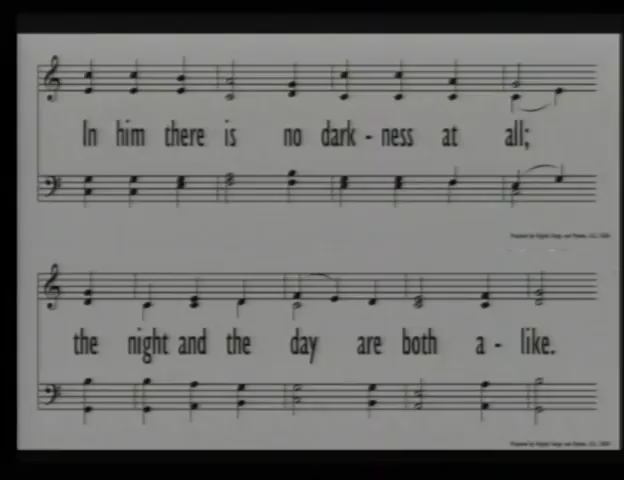 In him there is no dark - ness at all;
the night and the day are both a - like.